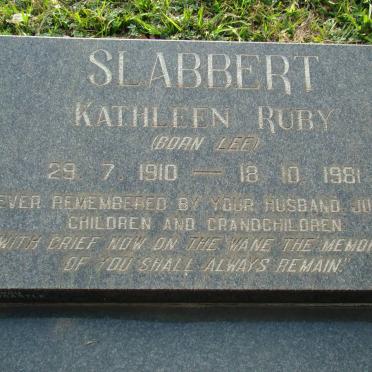 SLABBERT
KATHLEEN RUBY
(BORN LEE)
29. 7. 1910 — 18. 10. 1981
EVER REMEMBERED BY YOUR HUSBAND
CHILDREN AND GRANDCHILDREN
WITH GRIEF NOW ON THE WANE THE
OF YOU SHALL ALWAYS REMAIN."